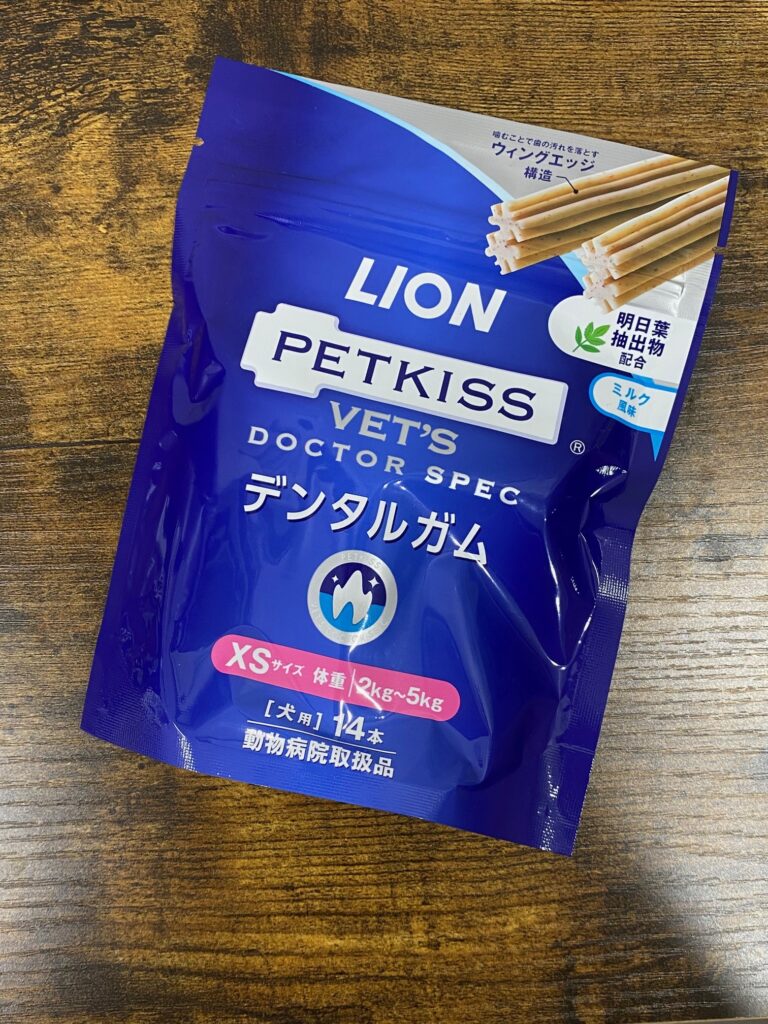 噛むことで歯の汚れを落とす
ウィングエッジ
構造
LION
明日葉
抽出物
配合
PETKISS
ミルク
風味
VET'S
®
DOCTOR SPEC
デンタルガム
PETKISS
XSサイズ 体重 2kg~5kg
[犬用] 14本
動物病院取扱品